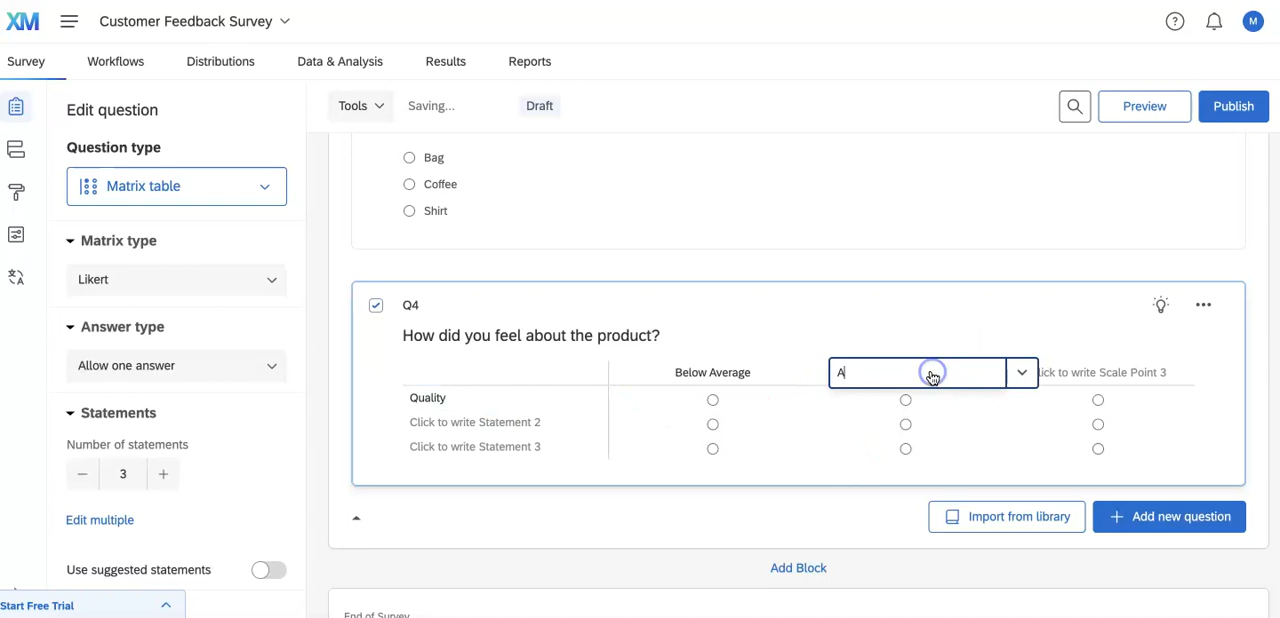 XM
Customer Feedback Survey
M
Survey
Workflows
Distributions
Data & Analysis
Results
Reports
Edit question
Tools
Saving...
Draft
Preview
Publish
Question type
Matrix table
Bag
Coffee
Shirt
Matrix type
Likert
Q4
Answer type
How did you feel about the product?
Allow one answer
Below Average
A
lick to write Scale Point 3
Quality
Statements
Click to write Statement 2
Number of statements
Click to write Statement 3
3
Edit multiple
Import from library
Add new question
Use suggested statements
Add Block
Start Free Trial
End of Survey